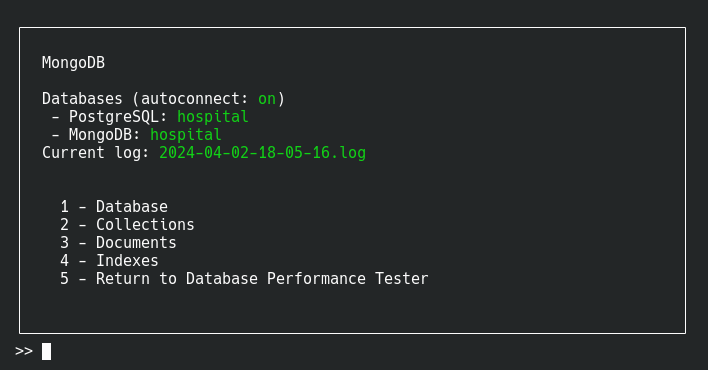 MongoDB
Databases (autoconnect: on)
- PostgreSQL: hospital
- MongoDB: hospital
Current log: 2024-04-02-18-05-16.log
1 - Database
2 - Collections
3 - Documents
4 - Indexes
5 - Return to Database Performance Tester
>>